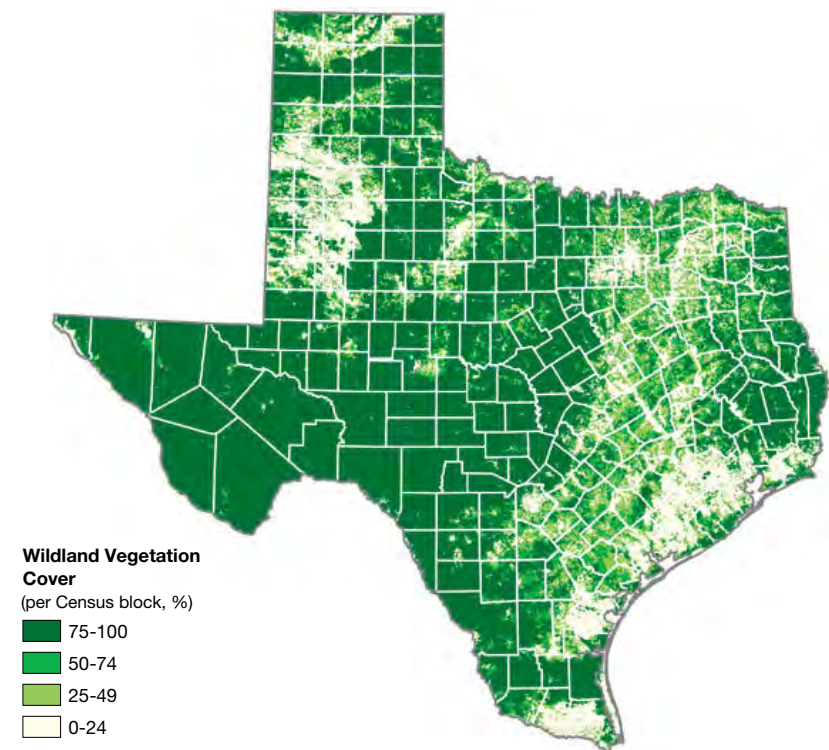 Wildland Vegetation
Cover
(per Census block, %)
75-100
50-74
25-49
0-24